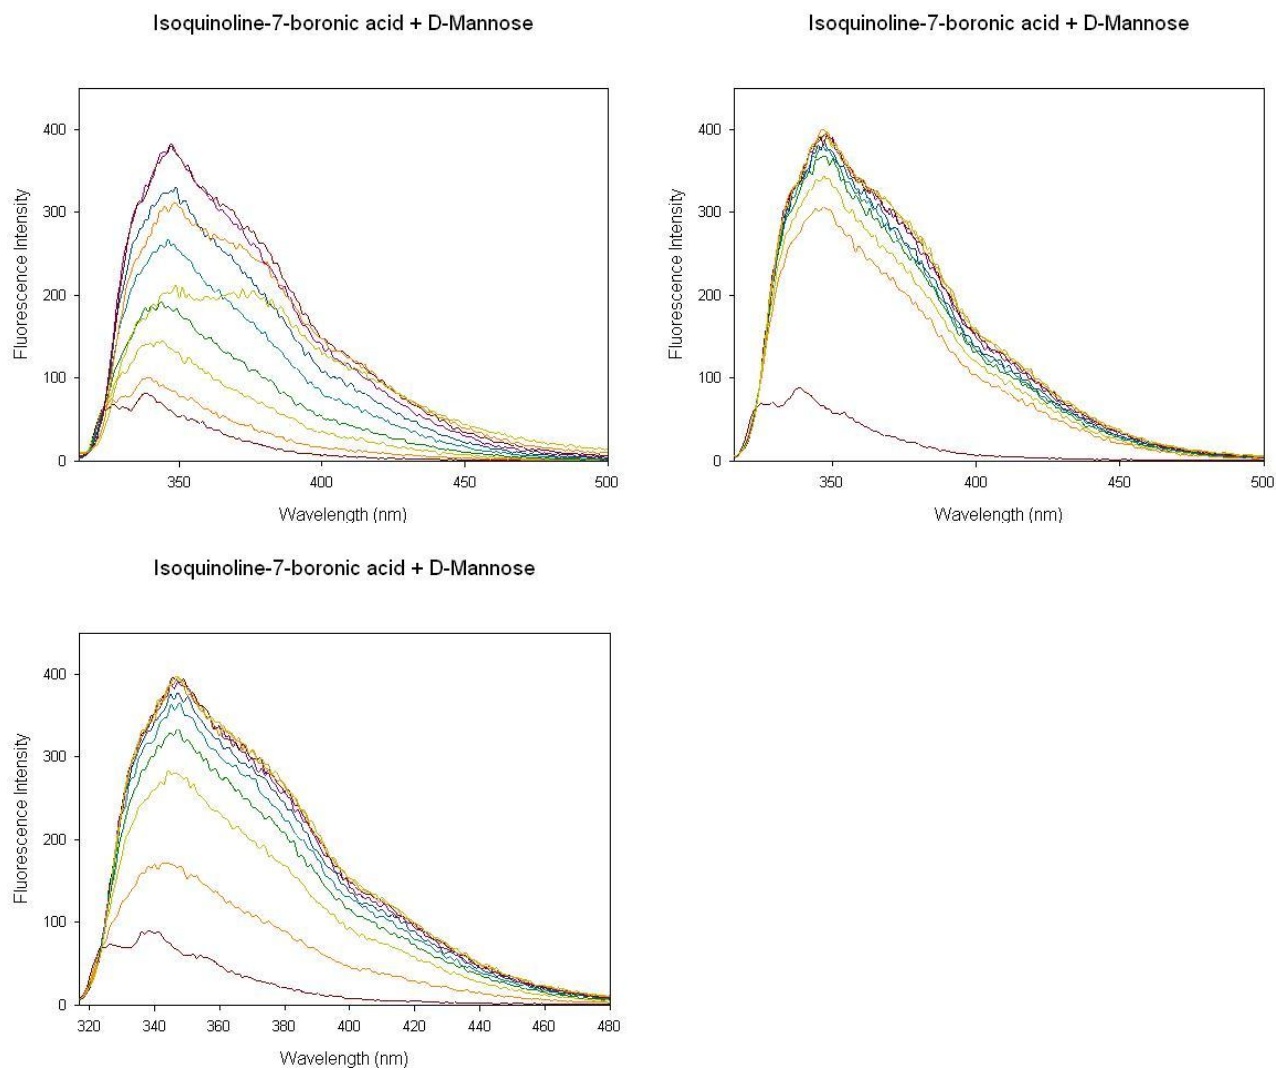 Isoquinoline-7-boronic acid + D-Mannose
400
300
200
100
0
Fluorescence Intensity
350 400 450 500
Wavelength (nm)
Isoquinoline-7-boronic acid + D-Mannose
400
300
200
100
0
Fluorescence Intensity
350 400 450 500
Wavelength (nm)
Isoquinoline-7-boronic acid + D-Mannose
400
300
200
100
0
Fluorescence Intensity
320 340 360 380 400 420 440 460 480
Wavelength (nm)